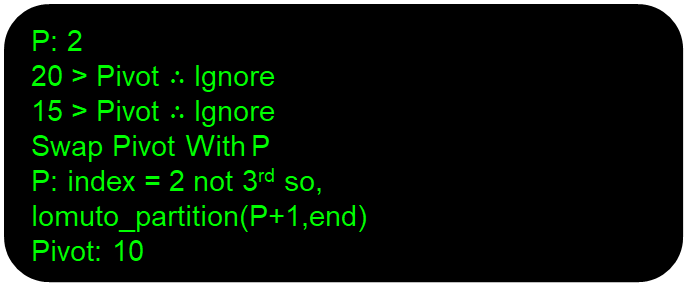 P: 2
20 > Pivot ∴ Ignore
15 > Pivot ∴ Ignore
Swap Pivot With P
P: index = 2 not 3rd so,
lomuto_partition(P+1,end)
Pivot: 10